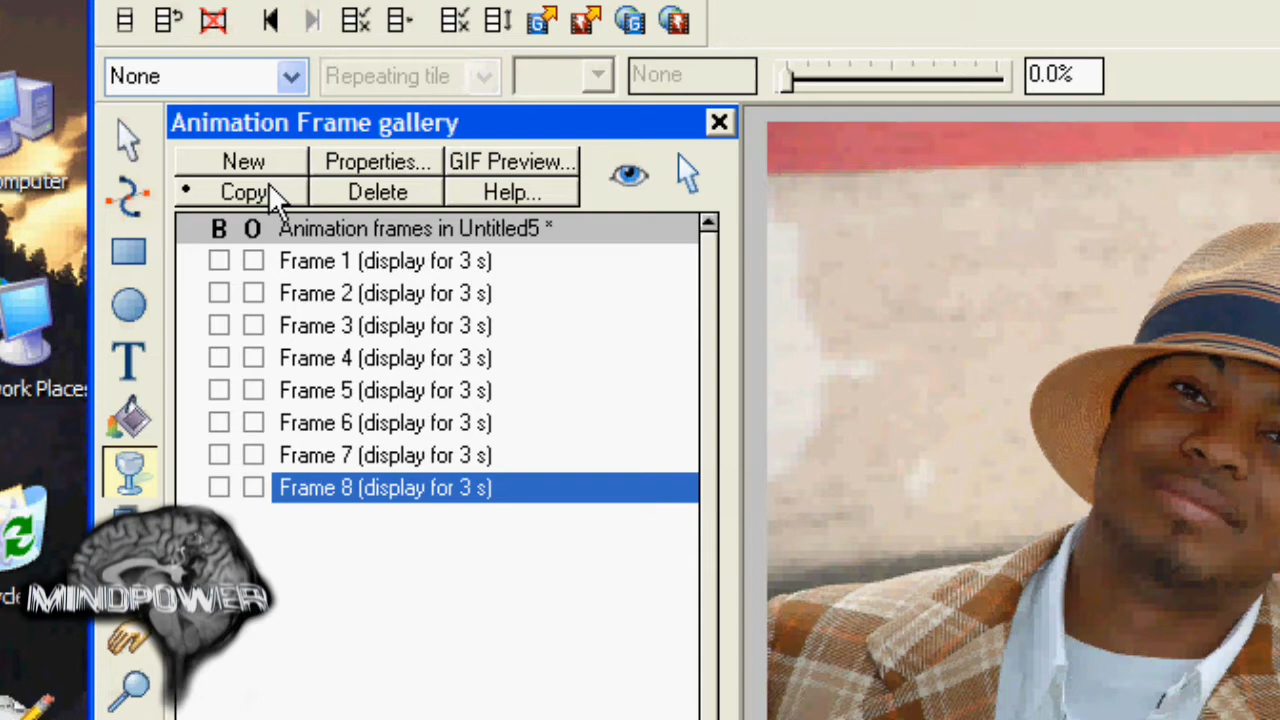 None
Repeating tile
None
0.0%
Animation Frame gallery
New
Properties...
GIF Preview...
Copy
Delete
Help...
B O Animation frames in Untitled5 *
Frame 1 (display for 3 s)
Frame 2 (display for 3 s)
Frame 3 (display for 3 s)
Frame 4 (display for 3 s)
Frame 5 (display for 3 s)
Frame 6 (display for 3 s)
Frame 7 (display for 3 s)
Frame 8 (display for 3 s)
omputer
ork Places
MINDPOWER